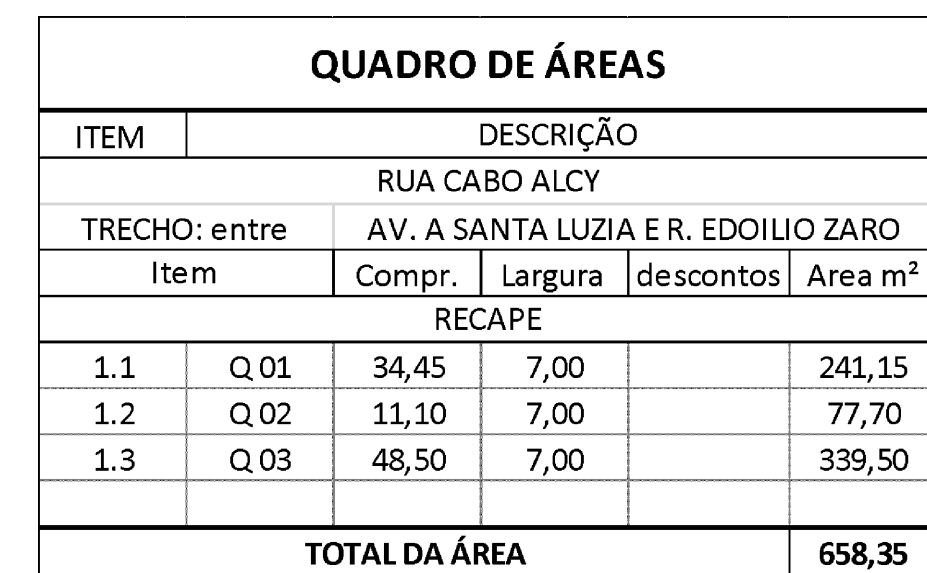 QUADRO DE ÁREAS
ITEM DESCRIÇÃO
RUA CABO ALCY
TRECHO: entre AV. A SANTA LUZIA E R. EDOILIO ZARO
Item Compr. Largura descontos Area m²
RECAPE
1.1 Q 01 34,45 7,00 241,15
1.2 Q 02 11,10 7,00 77,70
1.3 Q 03 48,50 7,00 339,50
TOTAL DA ÁREA 658,35